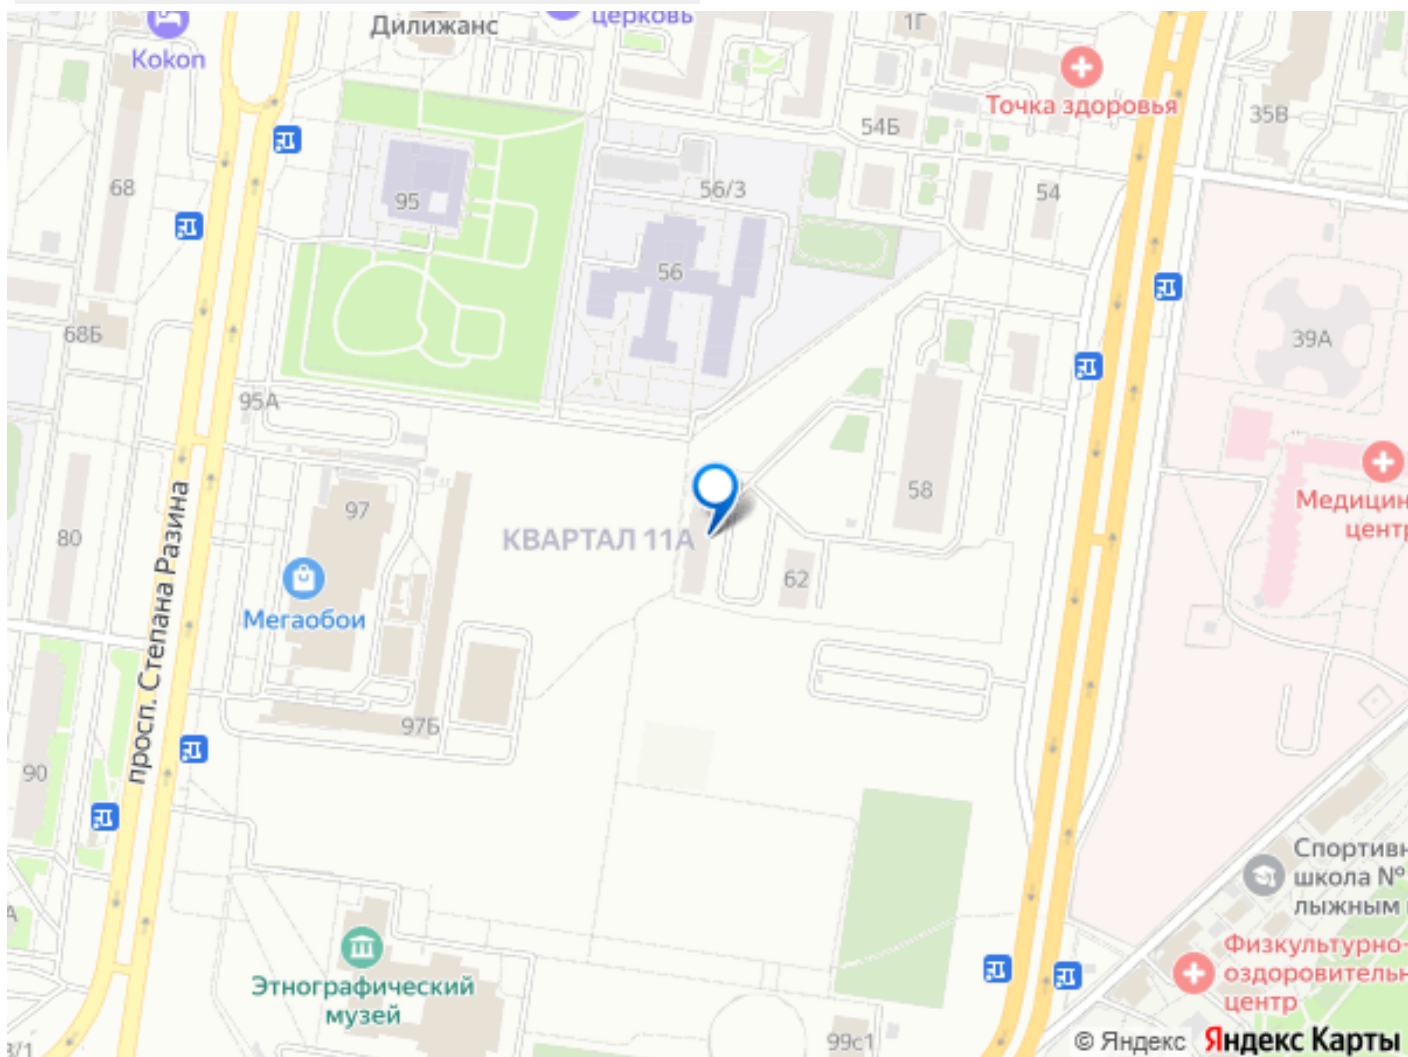 церковь
Дилижанс
1Г
Kokon
Точка здоровья
35В
54Б
68
95
56/3
54
56
68Б
39А
95А
97
58
Медицин
центр
КВАРТАЛ 11А
80
просп. Степана Разина
62
Мегаобои
97Б
90
Спортивн
школа №
лыжным
Физкультурно-
оздоровительн
центр
Этнографический
музей
99с1
© Яндекс Яндекс Карты